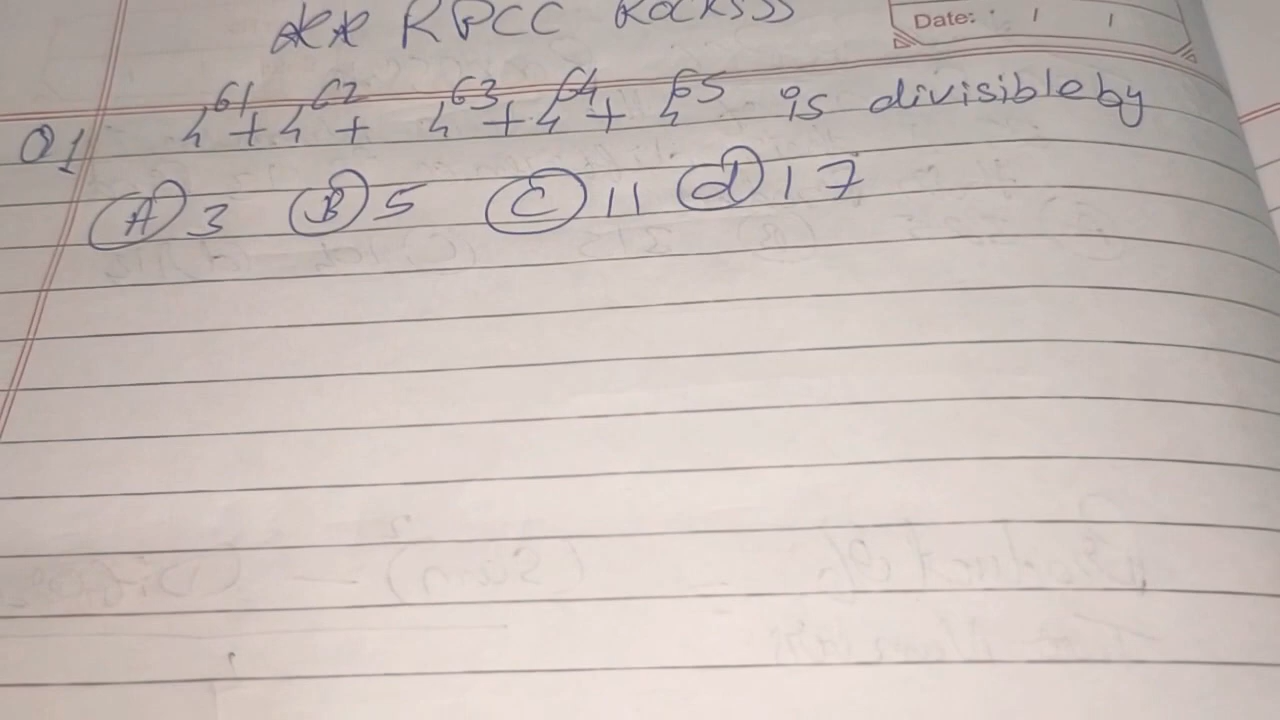 ** RPCC Rocksss
Date: / /
Q1 4^61 + 4^62 + 4^63 + 4^64 + 4^65 is divisible by
(A) 3 (B) 5 (C) 11 (d) 17